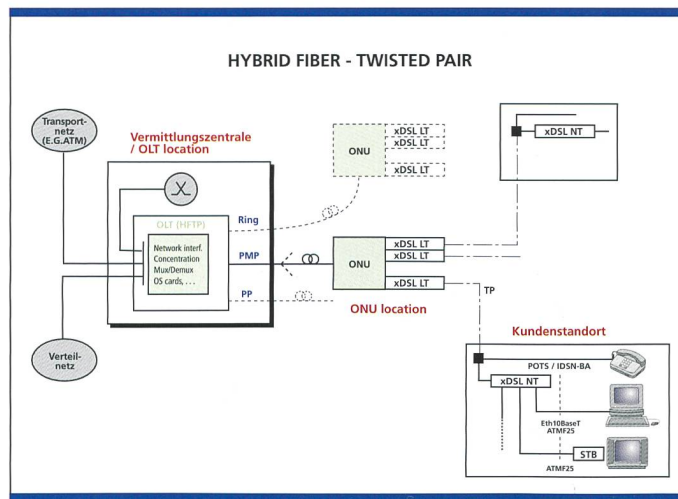 HYBRID FIBER - TWISTED PAIR
Transport-
netz
(E.G.ATM)
Vermittlungszentrale
/ OLT location
OLT (HFTP)
Network interf.
Concentration
Mux/Demux
OS cards, . . .
Verteil-
netz
Ring
PMP
PP
ONU
xDSL LT
xDSL LT
xDSL LT
ONU
xDSL LT
xDSL LT
xDSL LT
ONU location
TP
xDSL NT
Kundenstandort
POTS / IDSN-BA
xDSL NT
Eth10BaseT
ATMF25
STB
ATMF25